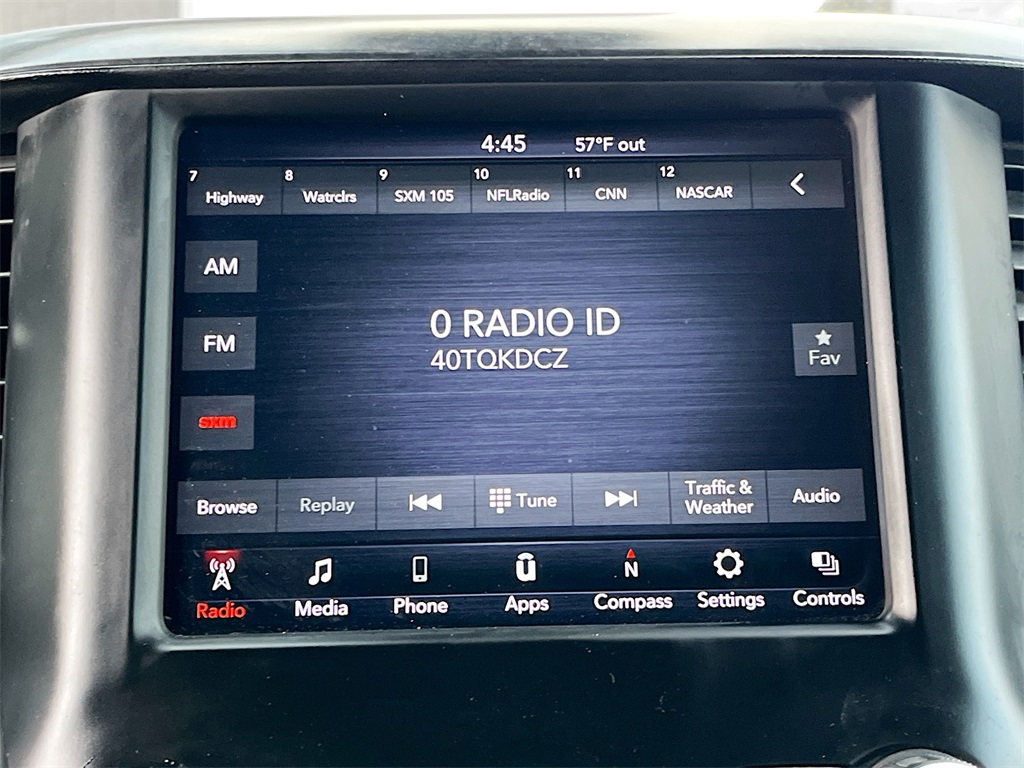 4:45 57°F out
7 Highway 8 Watrclrs 9 SXM 105 10 NFLRadio 11 CNN 12 NASCAR
AM
0 RADIO ID
FM
40TQKDCZ
Fav
sxm
Browse Replay Tune Traffic & Weather Audio
N
Radio Media Phone Apps Compass Settings Controls